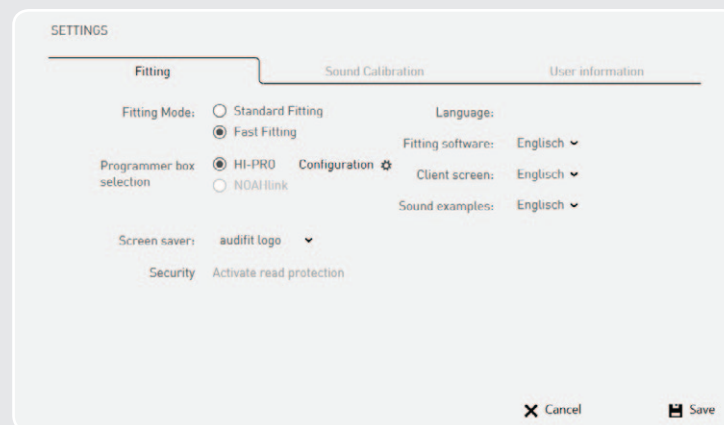 SETTINGS
Fitting
Sound Calibration
User information
Fitting Mode:
Standard Fitting
Fast Fitting
Programmer box
selection
HI-PRO
Configuration
NOAHlink
Screen saver:
audifit logo
Security
Activate read protection
Language:
Fitting software:
Englisch
Client screen:
Englisch
Sound examples:
Englisch
Cancel
Save